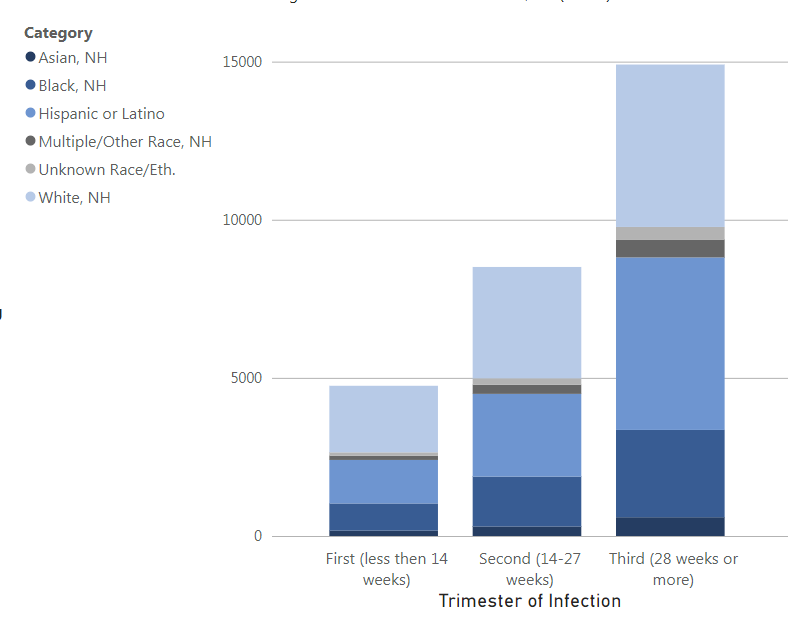 Category
Asian, NH
Black, NH
Hispanic or Latino
Multiple/Other Race, NH
Unknown Race/Eth.
White, NH
15000
10000
5000
0
First (less then 14
weeks)
Second (14-27
weeks)
Third (28 weeks or
more)
Trimester of Infection